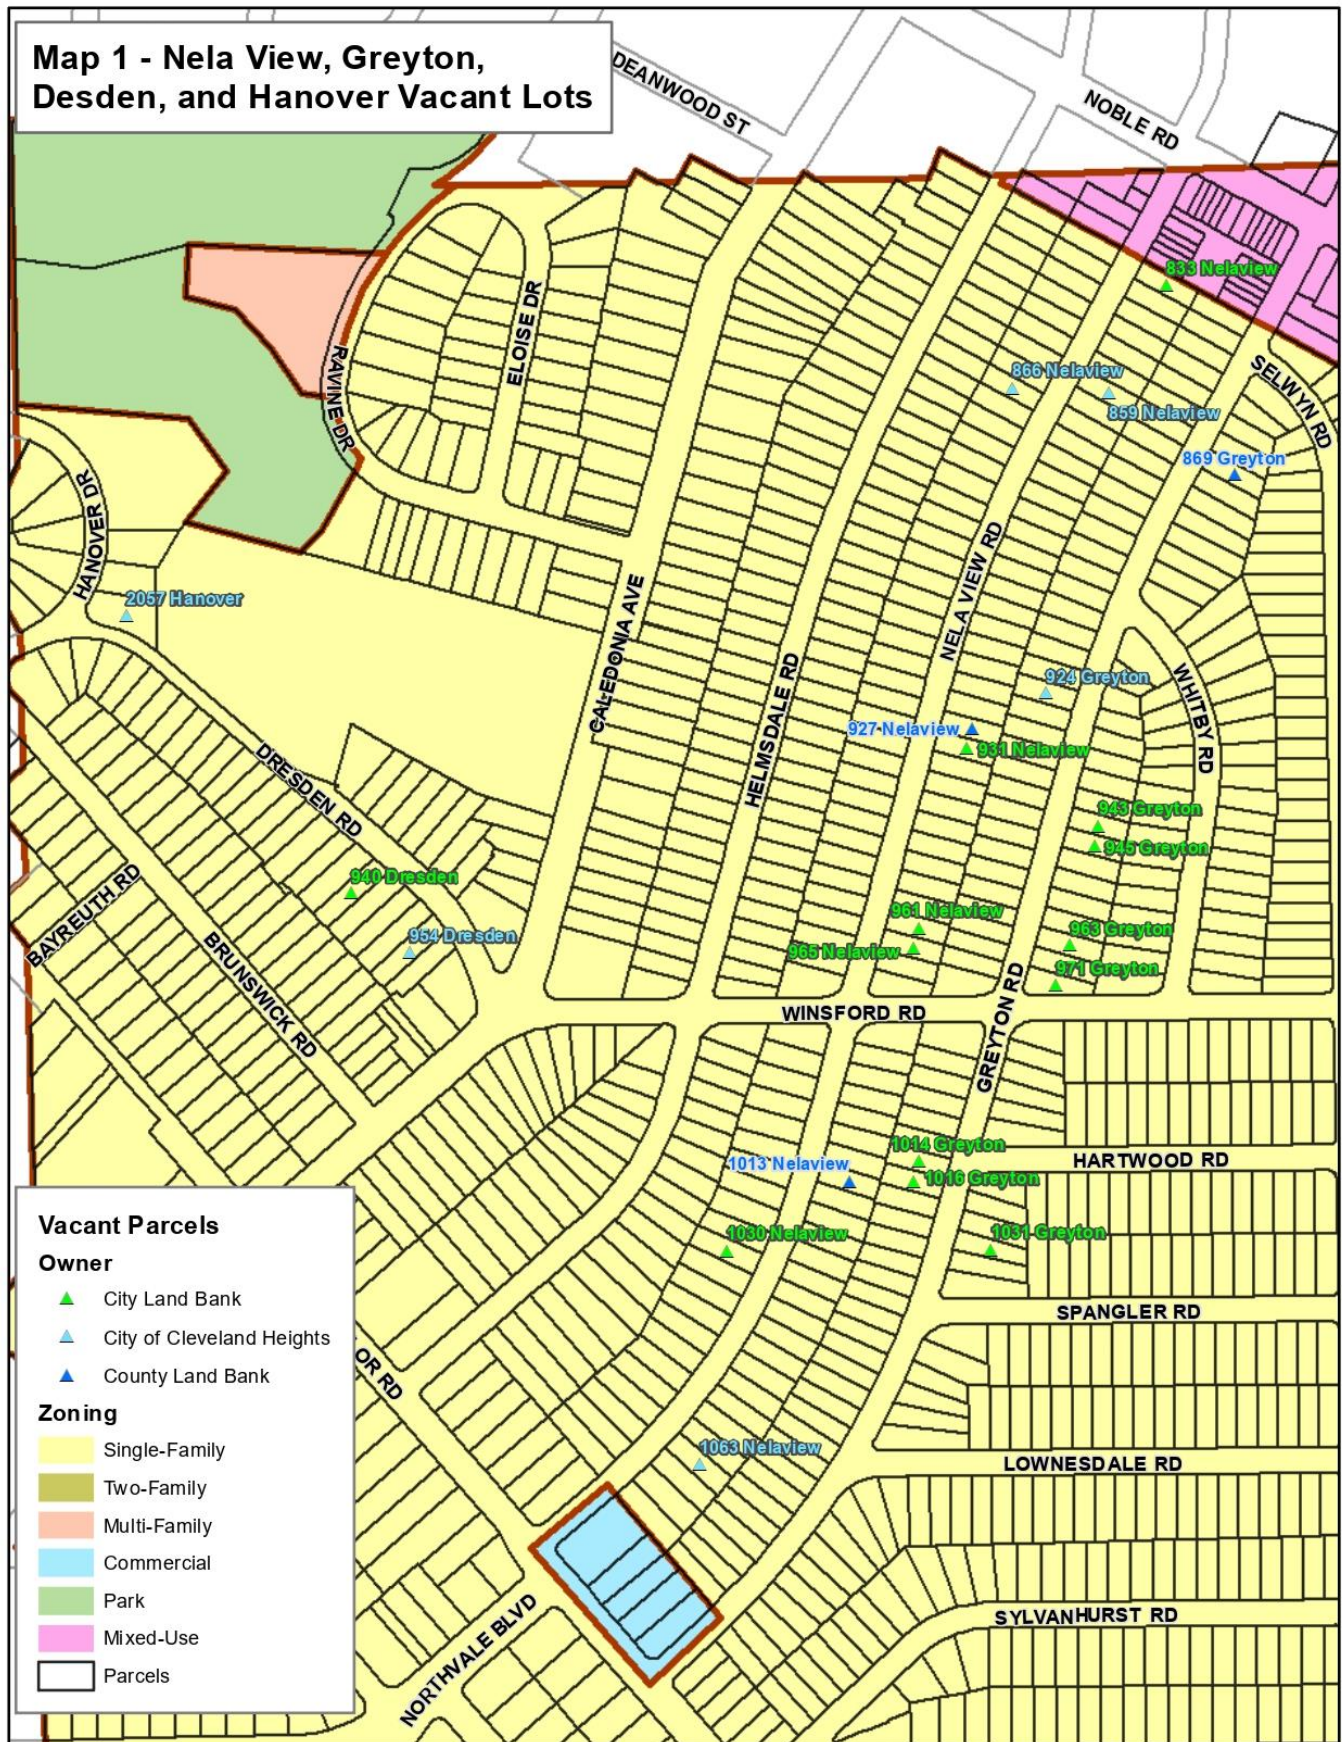 Map 1 - Nela View, Greyton,
Desden, and Hanover Vacant Lots
DEANWOOD ST
NOBLE RD
833 Nelaview
ELOISE DR
RAVINE DR
SELWYN RD
866 Nelaview
859 Nelaview
869 Greyton
HANOVER DR
NELA VIEW RD
2057 Hanover
CALEDONIA AVE
HELMSDALE RD
924 Greyton
WHITBY RD
927 Nelaview
931 Nelaview
DRESDEN RD
943 Greyton
945 Greyton
940 Dresden
BAYREUTH RD
961 Nelaview
963 Greyton
954 Dresden
965 Nelaview
971 Greyton
BRUNSWICK RD
WINSFORD RD
GREYTON RD
1014 Greyton
1013 Nelaview
HARTWOOD RD
1016 Greyton
1030 Nelaview
1031 Greyton
SPANGLER RD
OR RD
1063 Nelaview
LOWNESDALE RD
SYLVANHURST RD
NORTHVALE BLVD
Vacant Parcels
Owner
City Land Bank
City of Cleveland Heights
County Land Bank
Zoning
Single-Family
Two-Family
Multi-Family
Commercial
Park
Mixed-Use
Parcels